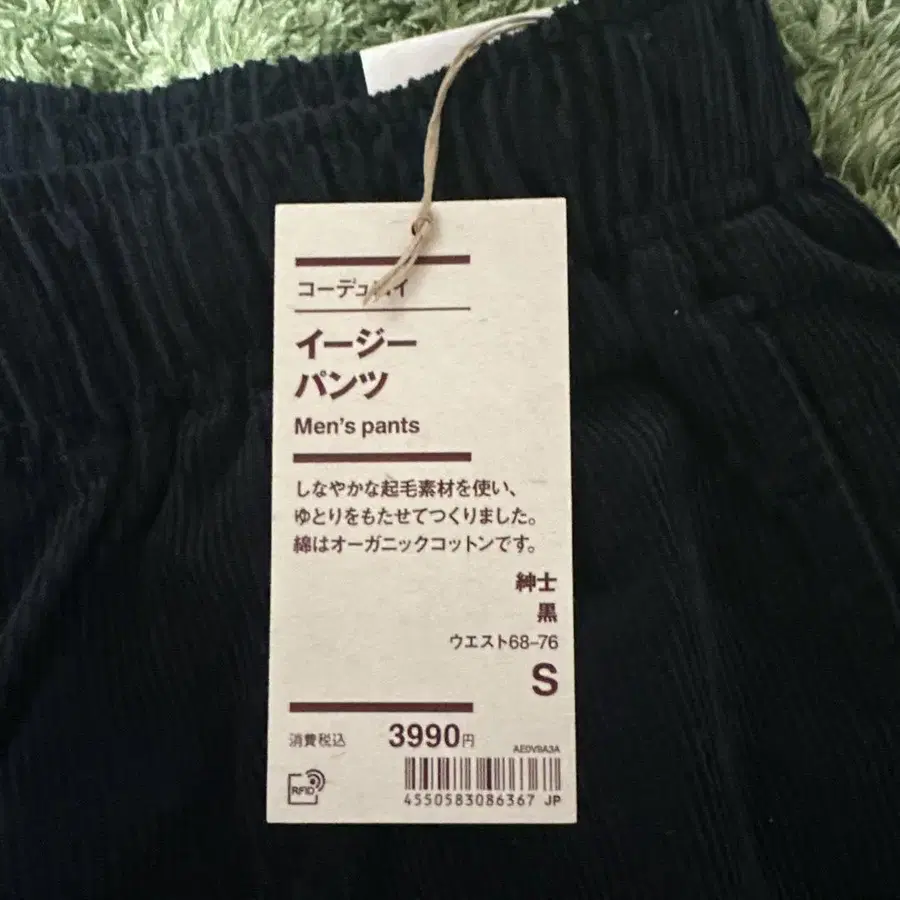 コーデュロイ
イージー
パンツ
Men's pants
しなやかな起毛素材を使い、
ゆとりをもたせてつくりました。
綿はオーガニックコットンです。
紳士
黒
ウエスト68–76
S
消費税込 3990円
AE0V9A3A
RFID
4550583086367 JP